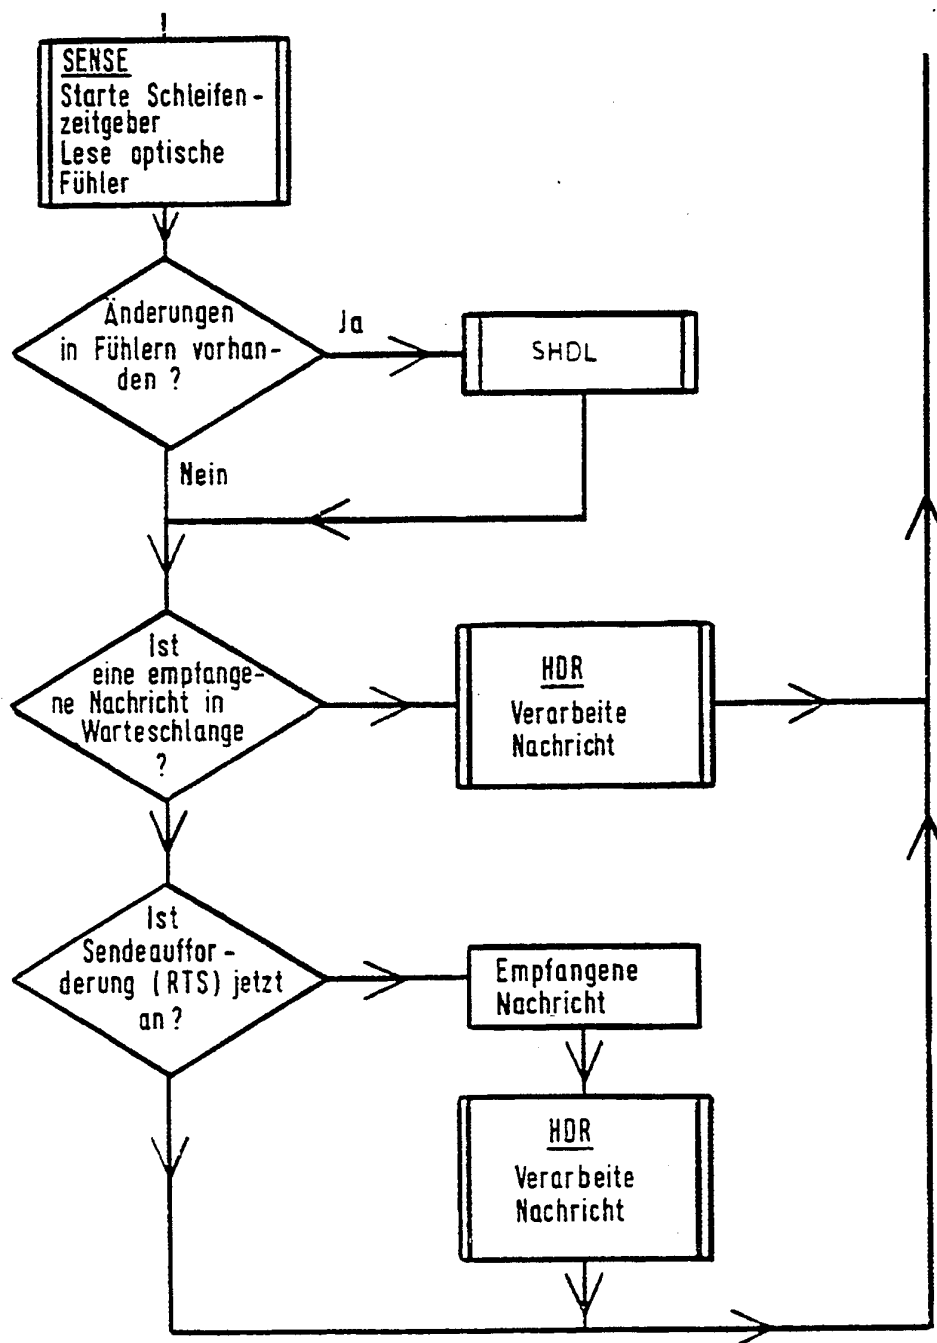 SENSE
Starte Schleifen-
zeitgeber
Lese optische
Fühler
Änderungen
in Fühlern vorhan-
den ?
Ja
SHDL
Nein
Ist
eine empfange-
ne Nachricht in
Warteschlange
?
HDR
Verarbeite
Nachricht
Ist
Sendeauffor-
derung (RTS) jetzt
an ?
Empfangene
Nachricht
HDR
Verarbeite
Nachricht